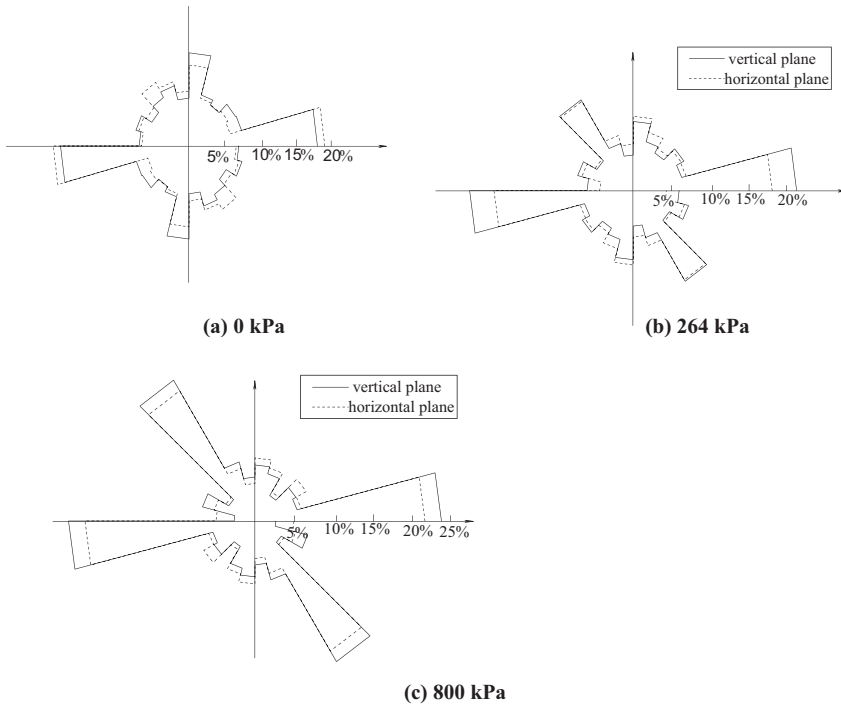 5% 10% 15% 20%
(a) 0 kPa
vertical plane
horizontal plane
5% 10% 15% 20%
(b) 264 kPa
vertical plane
horizontal plane
5% 10% 15% 20% 25%
(c) 800 kPa